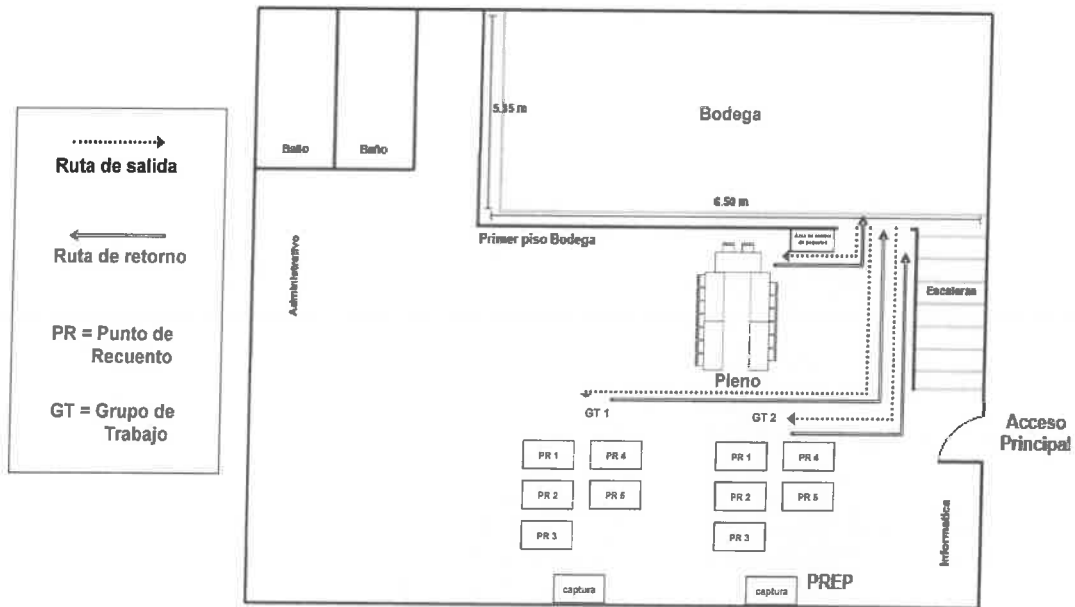 Ruta de salida
Ruta de retorno
PR = Punto de
Recuento
GT = Grupo de
Trabajo
Baño
Baño
5.35 m
Bodega
6.50 m
Primer piso Bodega
Administrativo
Escaleras
Pleno
GT 1
GT 2
Acceso
Principal
PR 1
PR 4
PR 1
PR 4
PR 2
PR 5
PR 2
PR 5
PR 3
PR 3
Informatica
captura
captura
PREP